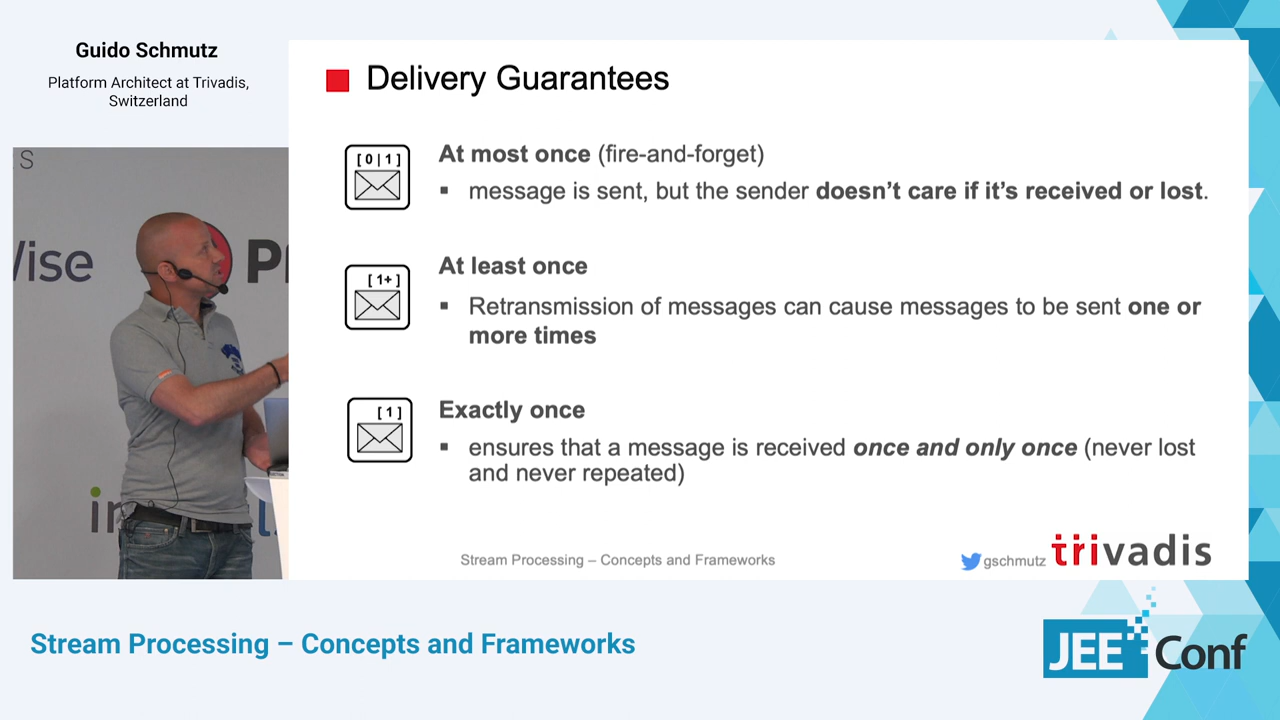 Guido Schmutz
Platform Architect at Trivadis,
Switzerland
S
Wise
Delivery Guarantees
[ 0 | 1 ]
At most once (fire-and-forget)
▪ message is sent, but the sender doesn’t care if it’s received or lost.
[ 1+ ]
At least once
▪ Retransmission of messages can cause messages to be sent one or
more times
[ 1 ]
Exactly once
▪ ensures that a message is received once and only once (never lost
and never repeated)
Stream Processing – Concepts and Frameworks
gschmutz
trivadis
Stream Processing – Concepts and Frameworks
JEE Conf